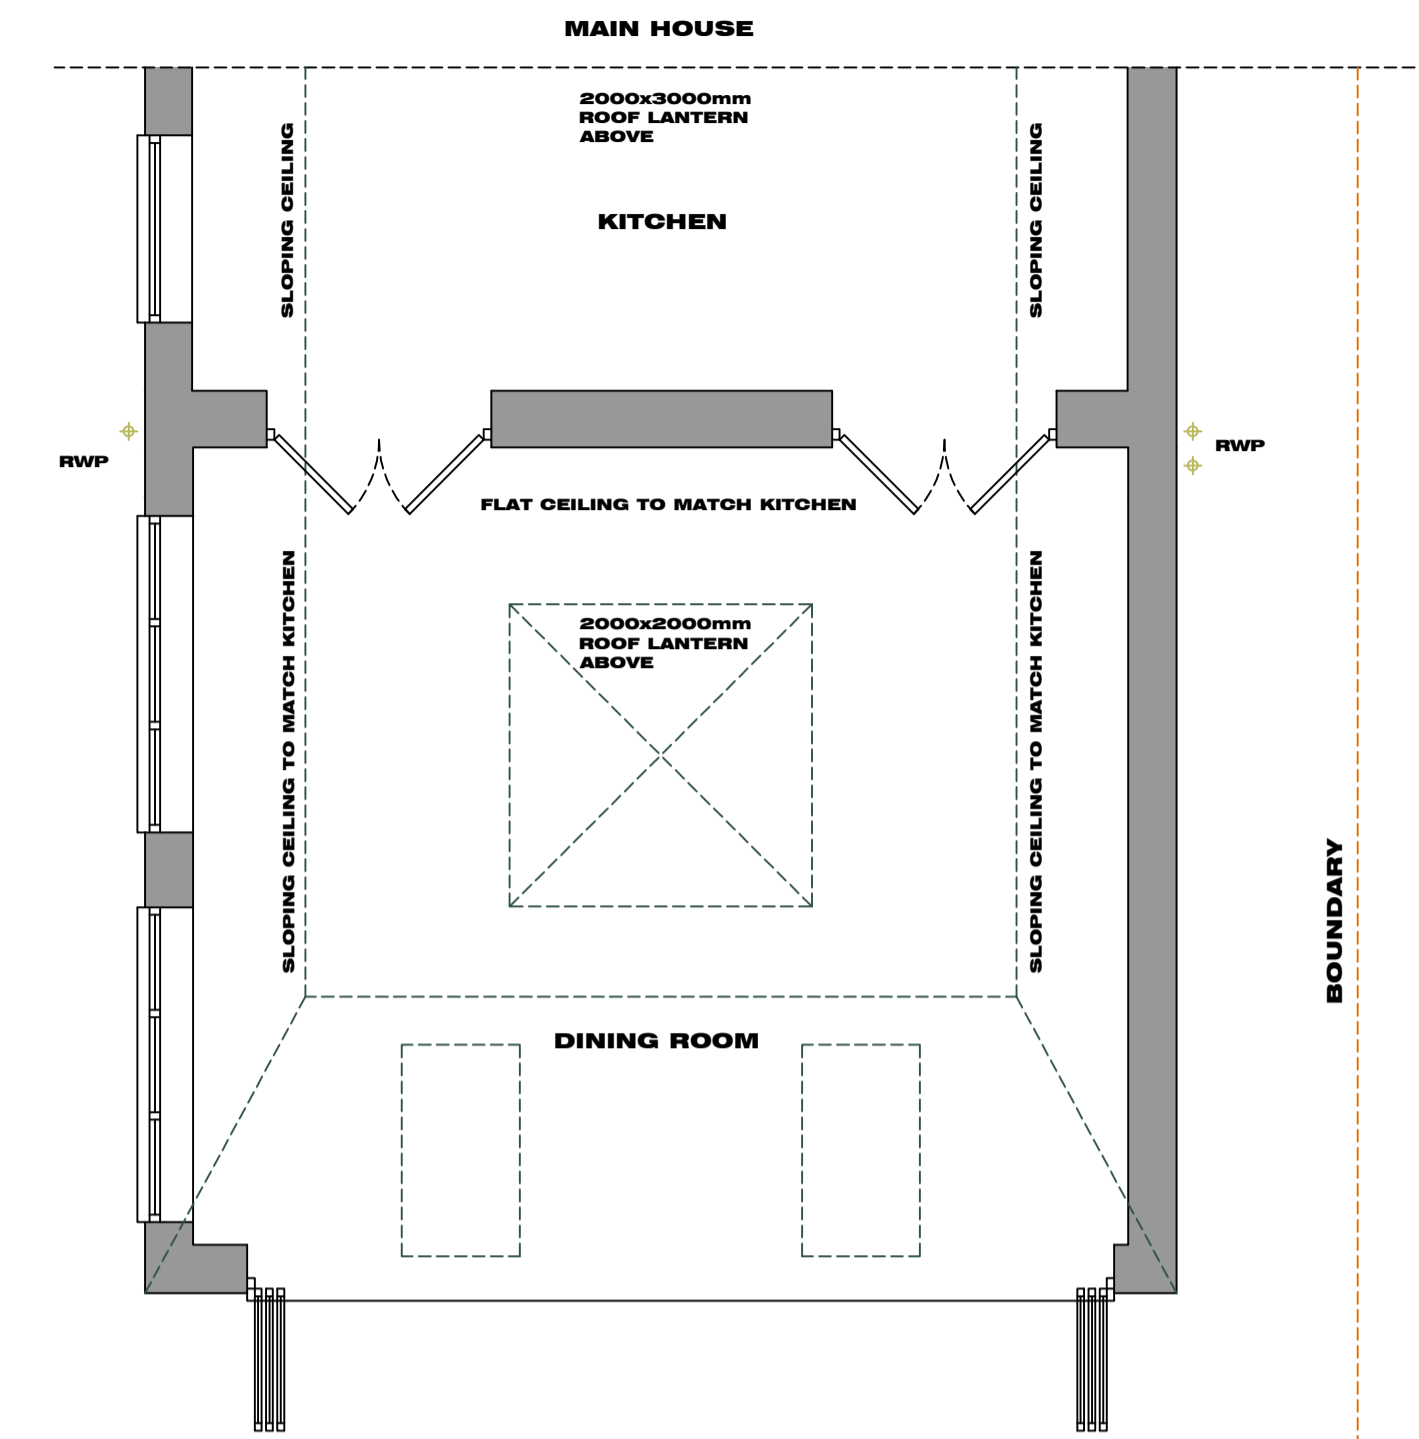 MAIN HOUSE
2000x3000mm
ROOF LANTERN
ABOVE
SLOPING CEILING
SLOPING CEILING
KITCHEN
RWP
RWP
FLAT CEILING TO MATCH KITCHEN
SLOPING CEILING TO MATCH KITCHEN
SLOPING CEILING TO MATCH KITCHEN
2000x2000mm
ROOF LANTERN
ABOVE
BOUNDARY
DINING ROOM